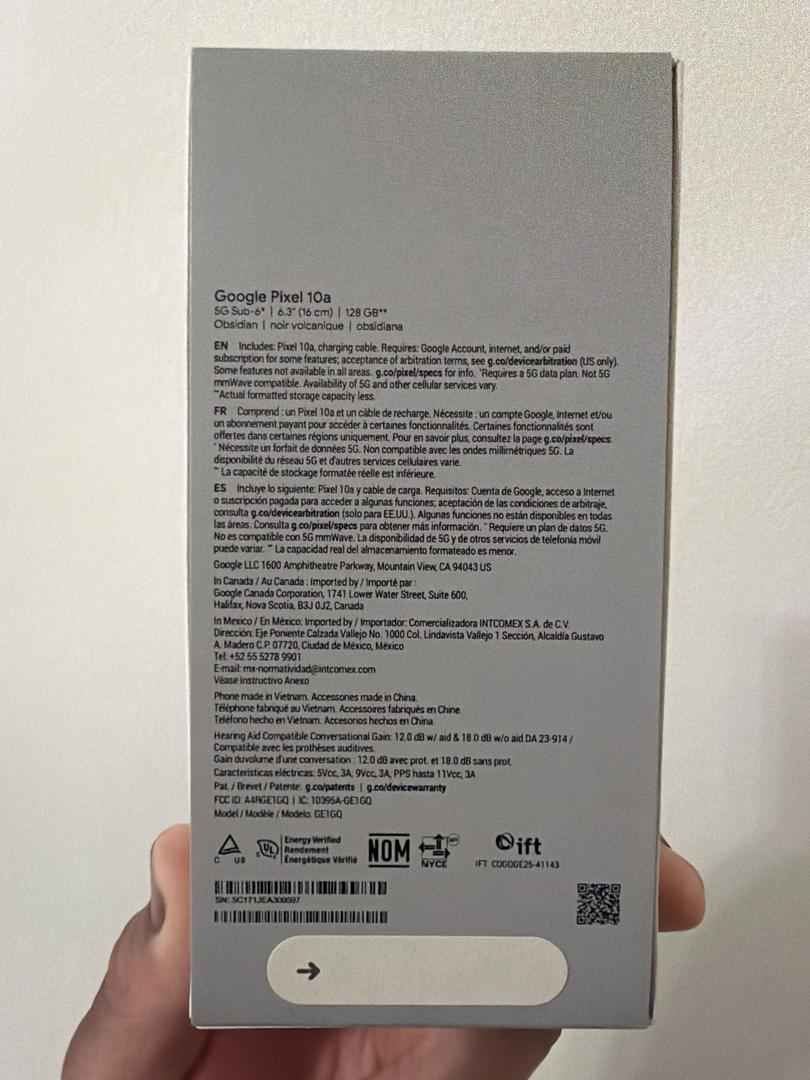 Google Pixel 10a
5G Sub-6* | 6.3" (16 cm) | 128 GB**
Obsidian | noir volcanique | obsidiana
EN Includes: Pixel 10a, charging cable. Requires: Google Account, internet, and/or paid
subscription for some features; acceptance of arbitration terms, see g.co/devicearbitration (US only).
Some features not available in all areas. g.co/pixel/specs for info. *Requires a 5G data plan. Not 5G
mmWave compatible. Availability of 5G and other cellular services vary.
**Actual formatted storage capacity less.
FR Comprend : un Pixel 10a et un câble de recharge. Nécessite : un compte Google, Internet et/ou
un abonnement payant pour accéder à certaines fonctionnalités. Certaines fonctionnalités sont
offertes dans certaines régions uniquement. Pour en savoir plus, consultez la page g.co/pixel/specs
* Nécessite un forfait de données 5G. Non compatible avec les ondes millimétriques 5G. La
disponibilité du réseau 5G et d'autres services cellulaires varie.
** La capacité de stockage formatée réelle est inférieure.
ES Incluye lo siguiente: Pixel 10a y cable de carga. Requisitos: Cuenta de Google, acceso a Internet
o suscripción pagada para acceder a algunas funciones; aceptación de las condiciones de arbitraje,
consulta g.co/devicearbitration (solo para EE.UU.). Algunas funciones no están disponibles en todas
las áreas. Consulta g.co/pixel/specs para obtener más información. * Requiere un plan de datos 5G.
No es compatible con 5G mmWave. La disponibilidad de 5G y de otros servicios de telefonía móvil
puede variar. ** La capacidad real del almacenamiento formateado es menor.
Google LLC 1600 Amphitheatre Parkway, Mountain View, CA 94043 US
In Canada / Au Canada : Imported by / Importé par :
Google Canada Corporation, 1741 Lower Water Street, Suite 600,
Halifax, Nova Scotia, B3J 0J2, Canada
In Mexico / En México: Imported by / Importador: Comercializadora INTCOMEX S.A. de C.V.
Dirección: Eje Poniente Calzada Vallejo No. 1000 Col. Lindavista Vallejo 1 Sección, Alcaldía Gustavo
A. Madero C.P. 07720, Ciudad de México, México
Tel: +52 55 5278 9901
E-mail: mx-normatividad@intcomex.com
Véase Instructivo Anexo
Phone made in Vietnam. Accessories made in China.
Téléphone fabriqué au Vietnam. Accessoires fabriqués en Chine.
Teléfono hecho en Vietnam. Accesorios hechos en China.
Hearing Aid Compatible Conversational Gain: 12.0 dB w/ aid & 18.0 dB w/o aid DA 23-914 /
Compatible avec les prothèses auditives.
Gain du volume d'une conversation : 12.0 dB avec prot. et 18.0 dB sans prot.
Características eléctricas: 5Vcc, 3A; 9Vcc, 3A; PPS hasta 11Vcc, 3A
Pat. / Brevet / Patente: g.co/patents | g.co/devicewarranty
FCC ID: A4RGE1GQ | IC: 10395A-GE1GQ
Model / Modèle / Modelo: GE1GQ
C US
UL
Energy Verified
Rendement
Énergétique Vérifié
NOM
NYCE
ift
IFT: COGOGE25-41143
SN: 5C171JEA309597